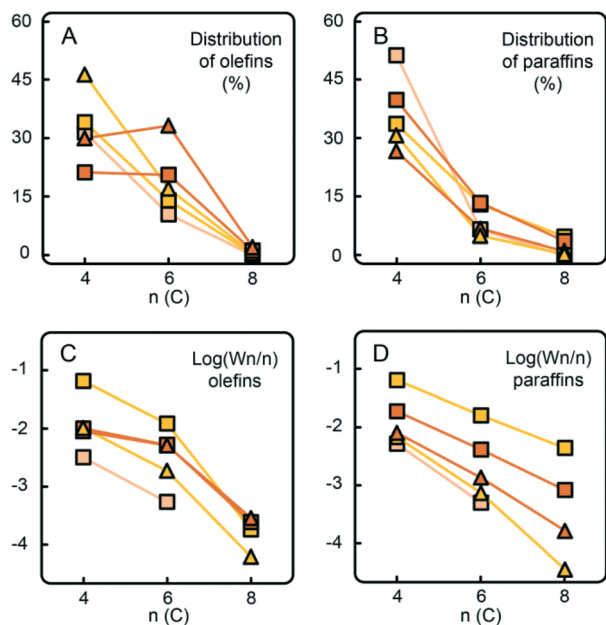 A
Distribution
of olefins
(%)
60
45
30
15
0
4 6 8
n (C)
B
Distribution
of paraffins
(%)
60
45
30
15
0
4 6 8
n (C)
C
Log(Wn/n)
olefins
-1
-2
-3
-4
4 6 8
n (C)
D
Log(Wn/n)
paraffins
-1
-2
-3
-4
4 6 8
n (C)